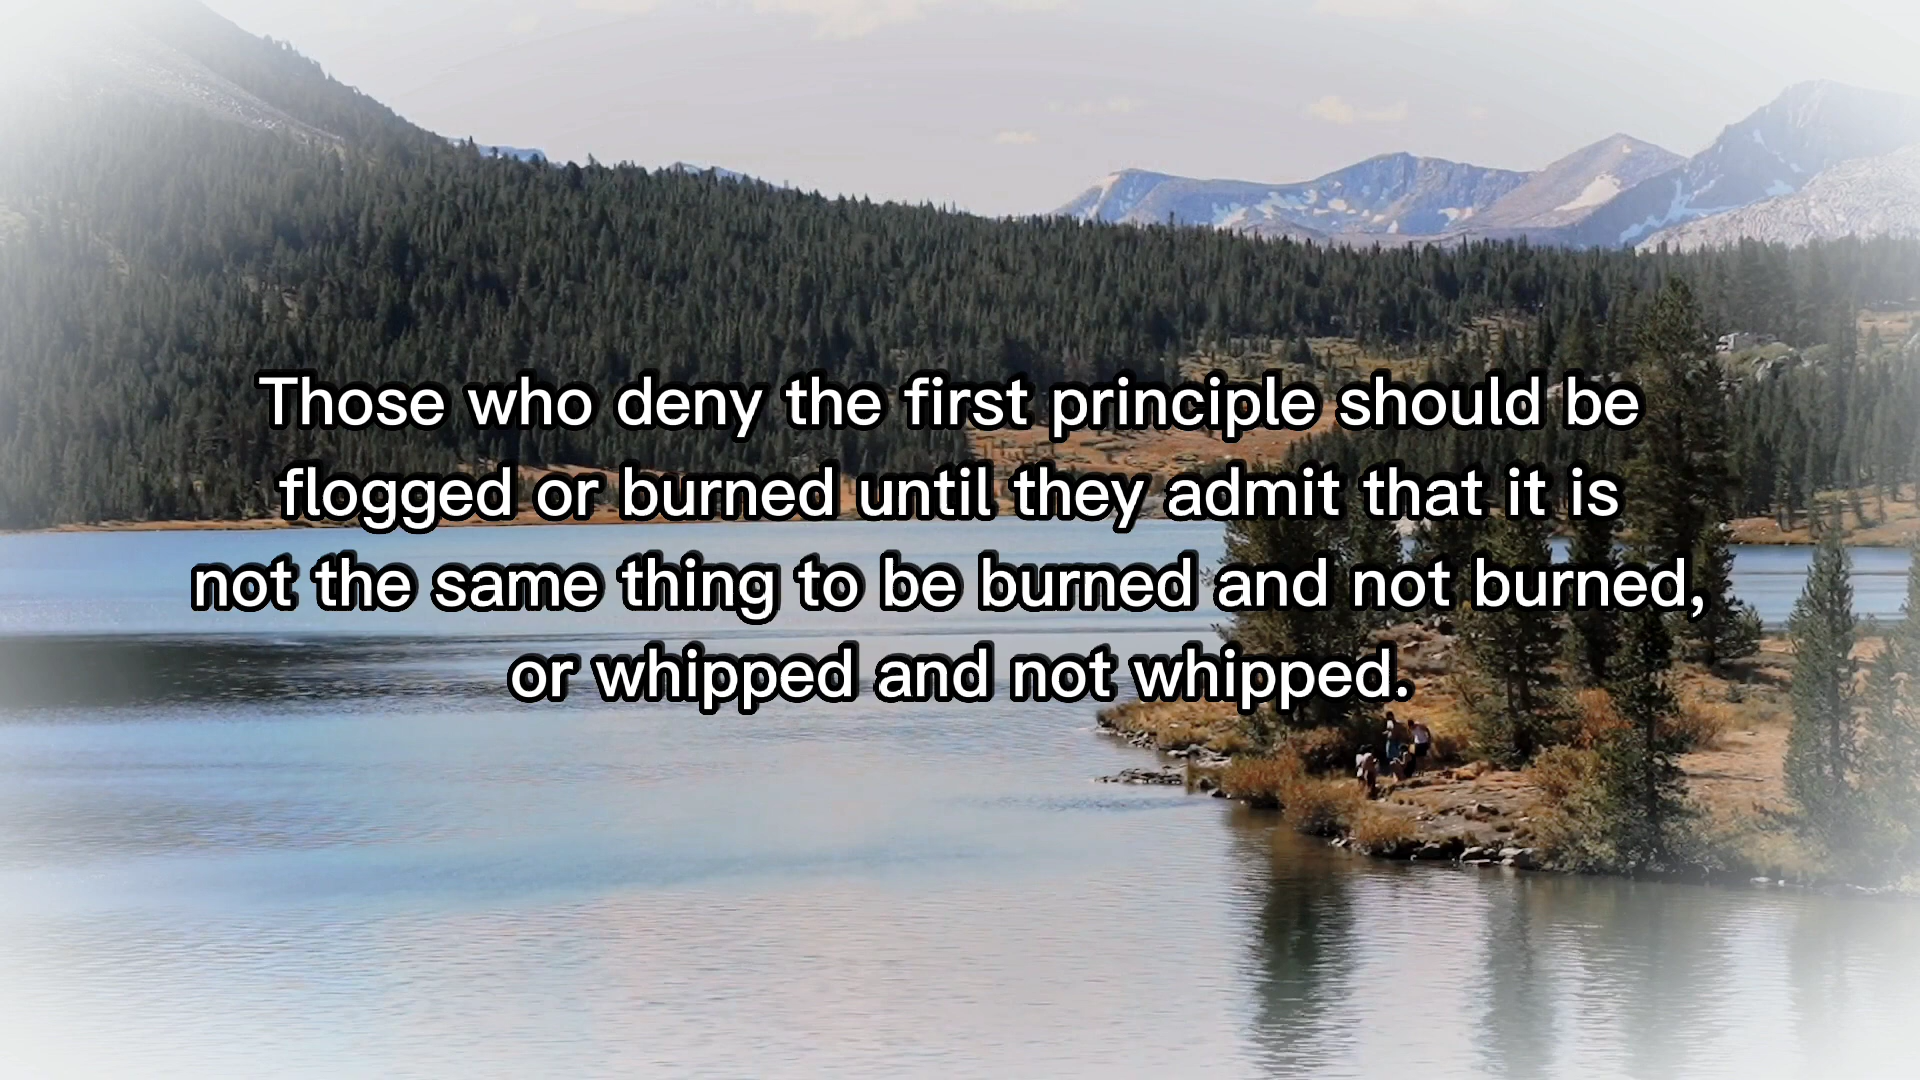 Those who deny the first principle should be
flogged or burned until they admit that it is
not the same thing to be burned and not burned,
or whipped and not whipped.